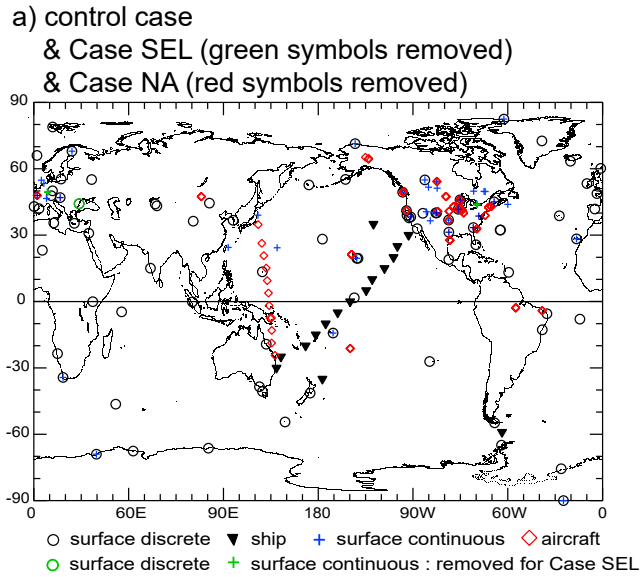 a) control case
& Case SEL (green symbols removed)
& Case NA (red symbols removed)
90
60
30
0
-30
-60
-90
0 60E 90E 180 90W 60W 0
surface discrete ship surface continuous aircraft
surface discrete surface continuous : removed for Case SEL